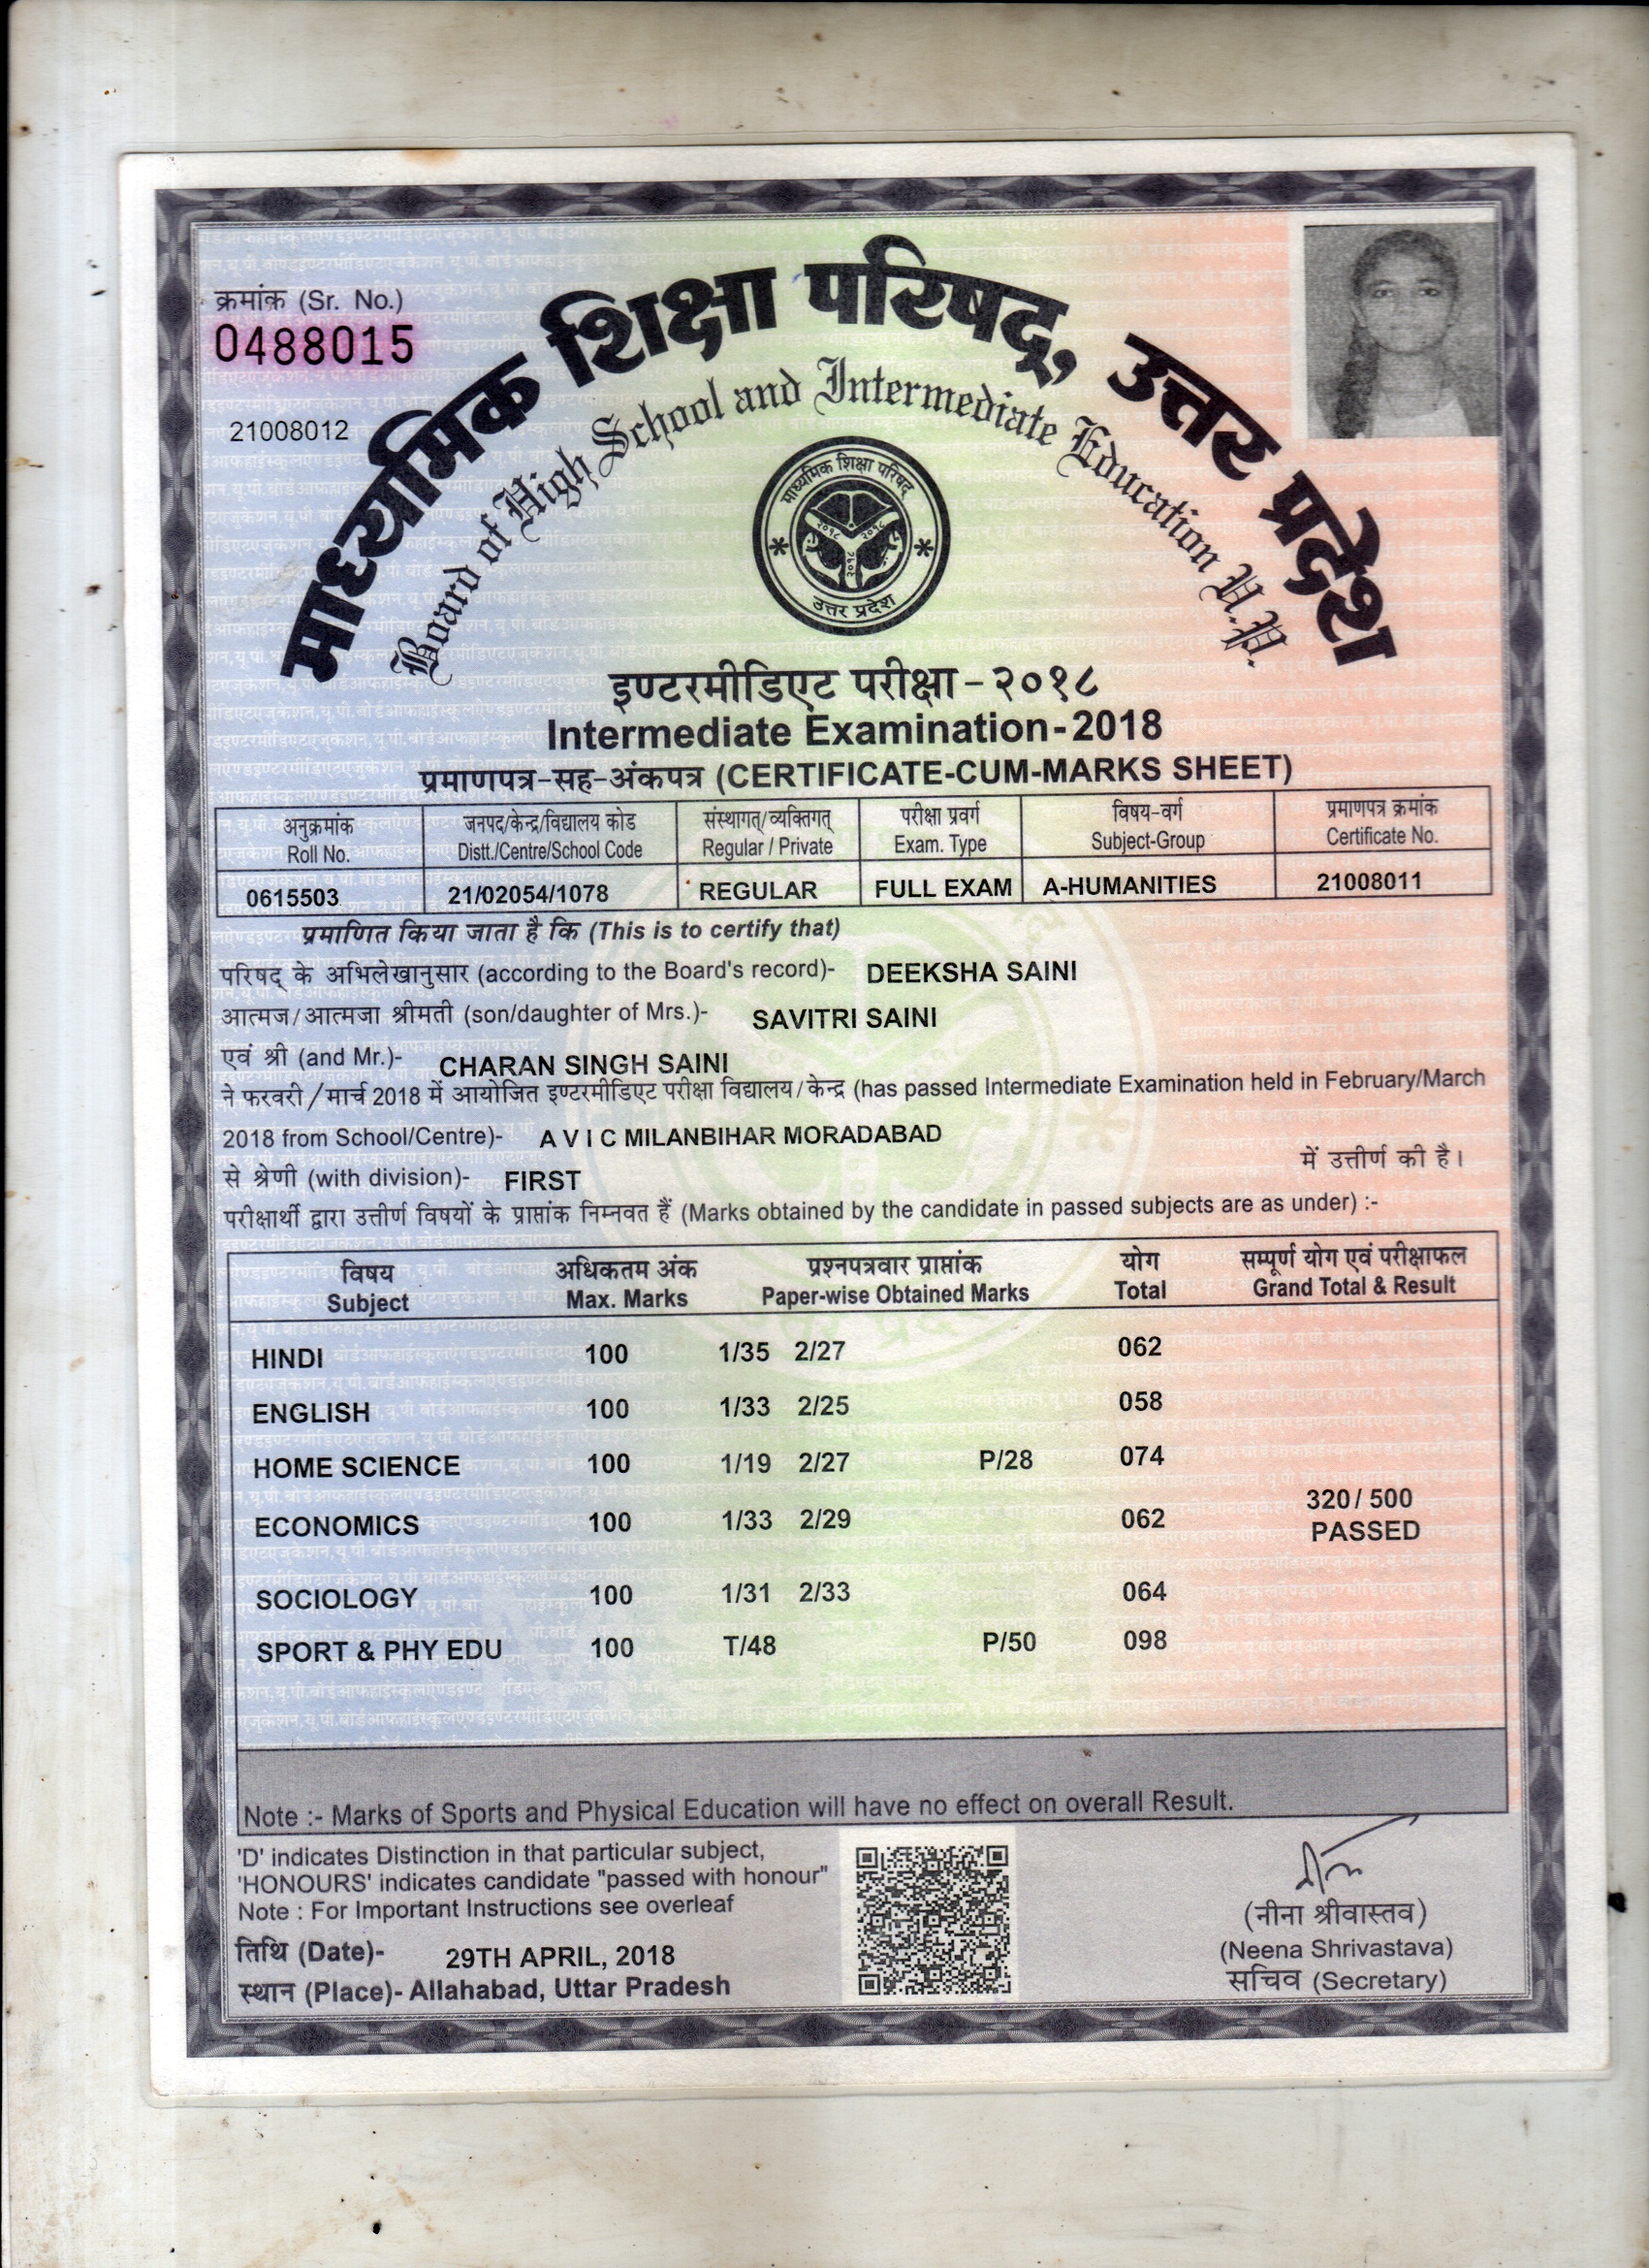 क्रमांक (Sr. No.)
0488015
21008012
माध्यमिक शिक्षा परिषद्, उत्तर प्रदेश
Board of High School and Intermediate Education U.P.
माध्यमिक शिक्षा परिषद्
२०१८ २०१८
२०१८
उत्तर प्रदेश
इण्टरमीडिएट परीक्षा - २०१८
Intermediate Examination - 2018
प्रमाणपत्र-सह-अंकपत्र (CERTIFICATE-CUM-MARKS SHEET)
अनुक्रमांक जनपद/केन्द्र/विद्यालय कोड संस्थागत्/व्यक्तिगत् परीक्षा प्रवर्ग विषय-वर्ग प्रमाणपत्र क्रमांक
Roll No. Distt./Centre/School Code Regular / Private Exam. Type Subject-Group Certificate No.
0615503 21/02054/1078 REGULAR FULL EXAM A-HUMANITIES 21008011
प्रमाणित किया जाता है कि (This is to certify that)
परिषद् के अभिलेखानुसार (according to the Board's record)- DEEKSHA SAINI
आत्मज/आत्मजा श्रीमती (son/daughter of Mrs.)- SAVITRI SAINI
एवं श्री (and Mr.)- CHARAN SINGH SAINI
ने फरवरी / मार्च 2018 में आयोजित इण्टरमीडिएट परीक्षा विद्यालय/केन्द्र (has passed Intermediate Examination held in February/March
2018 from School/Centre)- A V I C MILANBIHAR MORADABAD
से श्रेणी (with division)- FIRST में उत्तीर्ण की है।
परीक्षार्थी द्वारा उत्तीर्ण विषयों के प्राप्तांक निम्नवत हैं (Marks obtained by the candidate in passed subjects are as under) :-
विषय अधिकतम अंक प्रश्नपत्रवार प्राप्तांक योग सम्पूर्ण योग एवं परीक्षाफल
Subject Max. Marks Paper-wise Obtained Marks Total Grand Total & Result
HINDI 100 1/35 2/27 062
ENGLISH 100 1/33 2/25 058
HOME SCIENCE 100 1/19 2/27 P/28 074
320/ 500
ECONOMICS 100 1/33 2/29 062 PASSED
SOCIOLOGY 100 1/31 2/33 064
SPORT & PHY EDU 100 T/48 P/50 098
Note :- Marks of Sports and Physical Education will have no effect on overall Result.
'D' indicates Distinction in that particular subject,
'HONOURS' indicates candidate "passed with honour"
Note : For Important Instructions see overleaf
तिथि (Date)- 29TH APRIL, 2018
स्थान (Place)- Allahabad, Uttar Pradesh
(नीना श्रीवास्तव)
(Neena Shrivastava)
सचिव (Secretary)